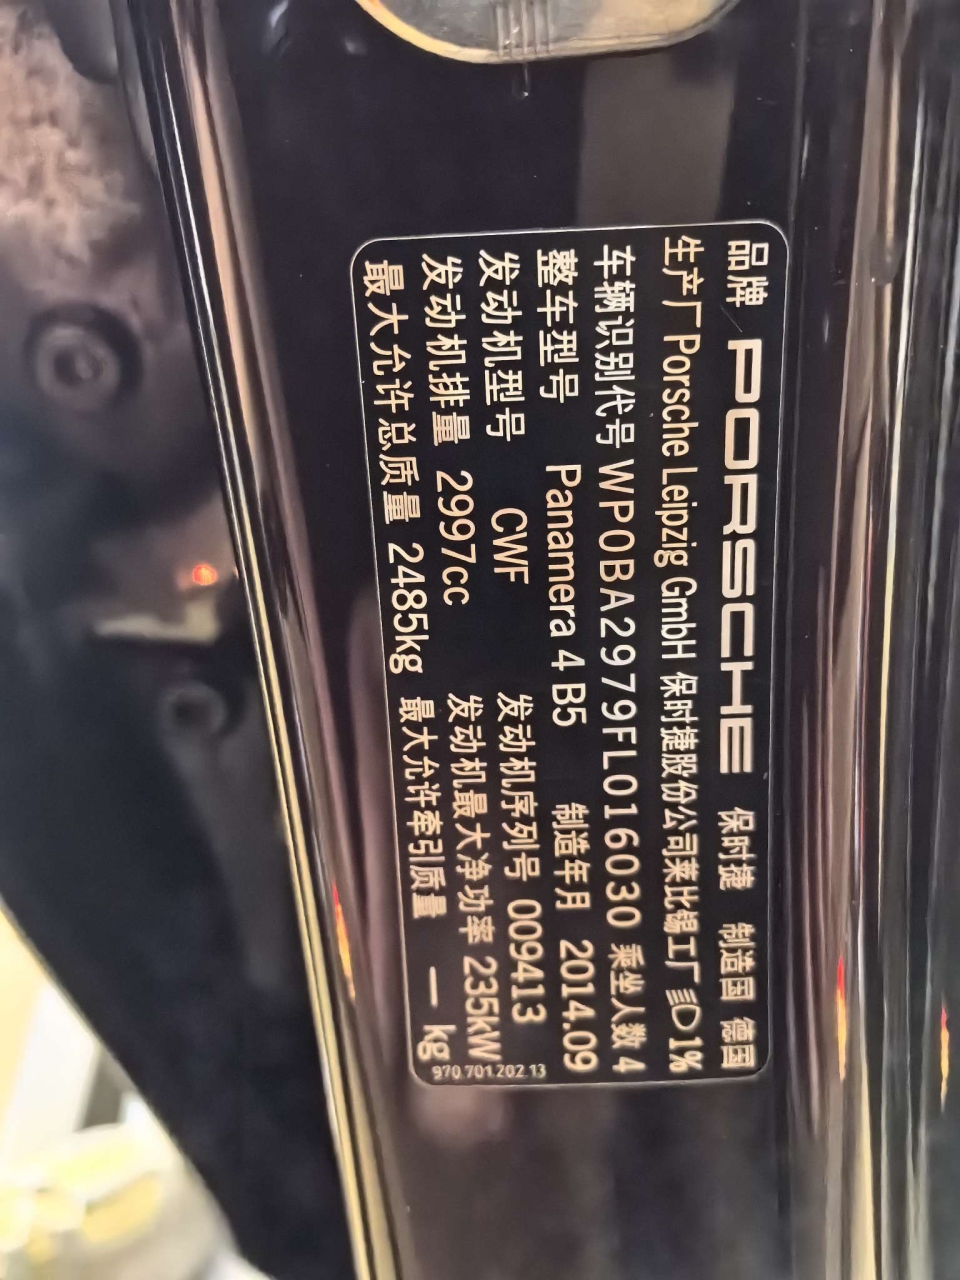 品牌 PORSCHE 保时捷 制造国 德国
生产厂 Porsche Leipzig GmbH 保时捷股份公司莱比锡工厂 1%
车辆识别代号 WP0BA2979FL016030 乘坐人数 4
整车型号 Panamera 4 B5 制造年月 2014.09
发动机型号 CWF 发动机序列号 009413
发动机排量 2997cc 发动机最大净功率 235kW
最大允许总质量 2485kg 最大允许牵引质量 — kg
970.701.202.13